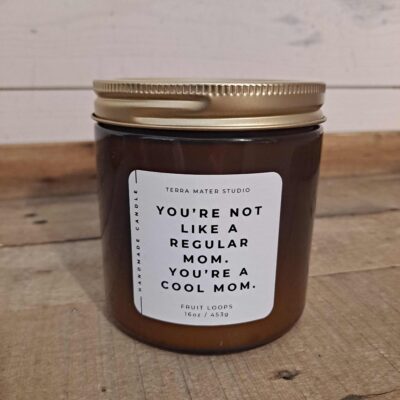 TERRA MATER STUDIO
YOU'RE NOT
LIKE A
REGULAR
MOM.
YOU'RE A
COOL MOM.
FRUIT LOOPS
16oz / 453g
HANDMADE CANDLE